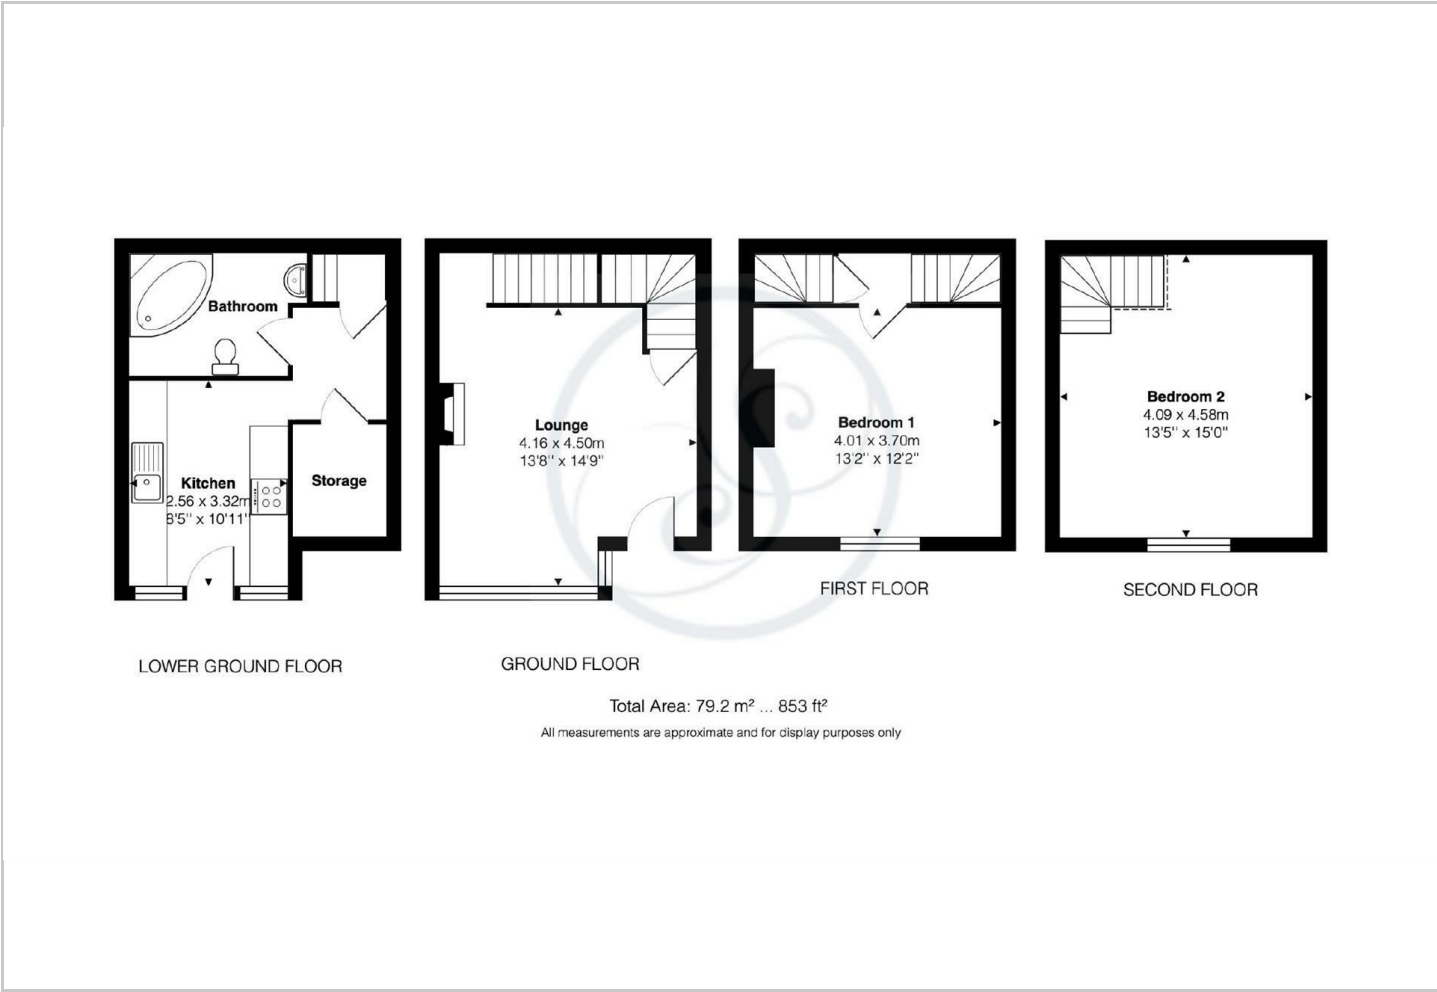 Bathroom
Kitchen
2.56 x 3.32m
8'5" x 10'11"
Storage
LOWER GROUND FLOOR
Lounge
4.16 x 4.50m
13'8" x 14'9"
GROUND FLOOR
Bedroom 1
4.01 x 3.70m
13'2" x 12'2"
FIRST FLOOR
Bedroom 2
4.09 x 4.58m
13'5" x 15'0"
SECOND FLOOR
Total Area: 79.2 m² ... 853 ft²
All measurements are approximate and for display purposes only